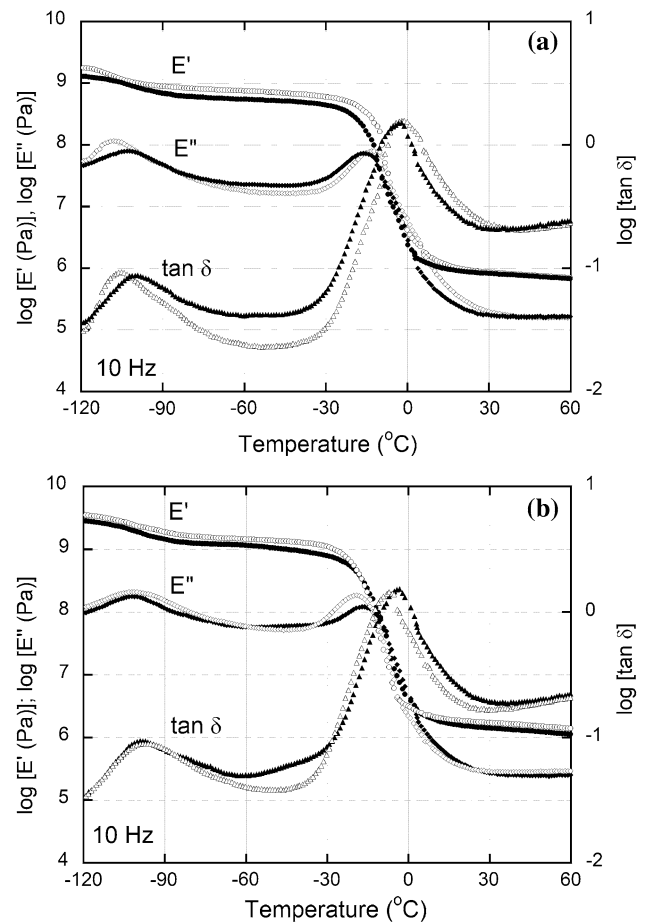 (a)
10
9
8
7
6
5
4
1
0
-1
-2
E'
E"
tan δ
10 Hz
-120 -90 -60 -30 0 30 60
Temperature (°C)
log [E' (Pa)], log [E" (Pa)]
log [tan δ]
(b)
10
9
8
7
6
5
4
1
0
-1
-2
E'
E"
tan δ
10 Hz
-120 -90 -60 -30 0 30 60
Temperature (°C)
log [E' (Pa)]; log [E" (Pa)]
log [tan δ]